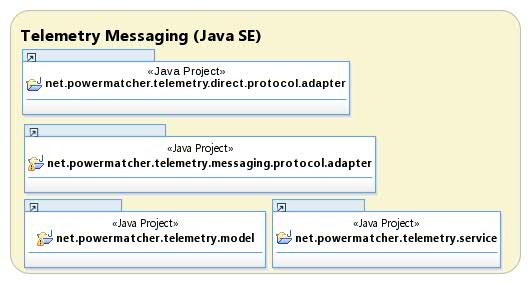 Telemetry Messaging (Java SE)
«Java Project»
net.powermatcher.telemetry.direct.protocol.adapter
«Java Project»
net.powermatcher.telemetry.messaging.protocol.adapter
«Java Project»
net.powermatcher.telemetry.model
«Java Project»
net.powermatcher.telemetry.service